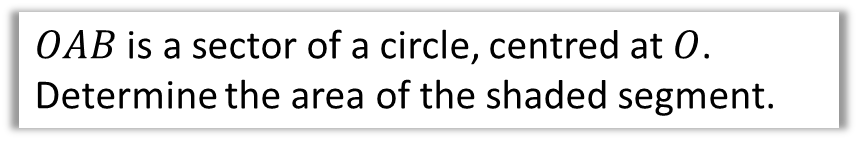 OAB is a sector of a circle, centred at O.
Determine the area of the shaded segment.